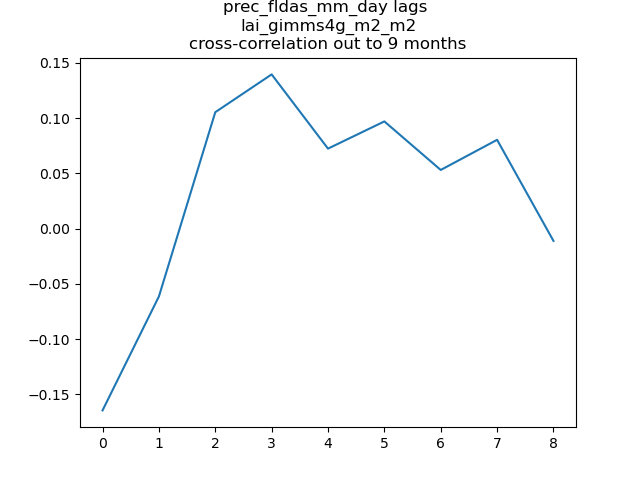 prec_fldas_mm_day lags
lai_gimms4g_m2_m2
cross-correlation out to 9 months
0.15
0.10
0.05
0.00
−0.05
−0.10
−0.15
0 1 2 3 4 5 6 7 8